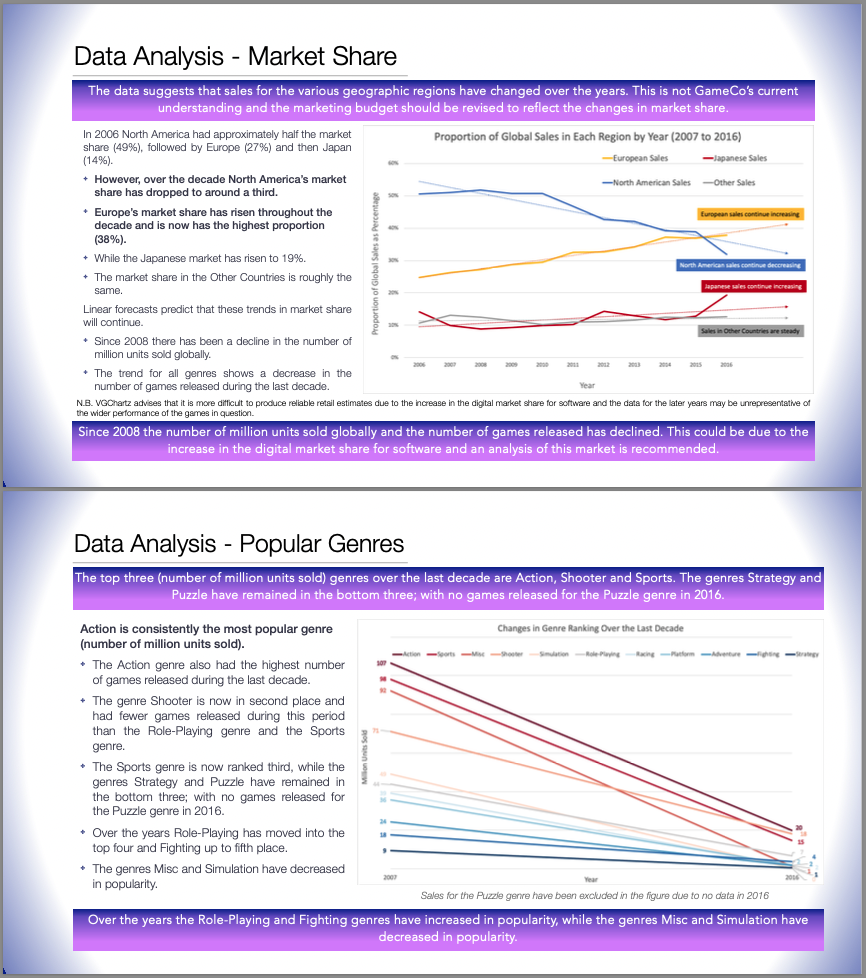 Data Analysis - Market Share
The data suggests that sales for the various geographic regions have changed over the years. This is not GameCo's current
understanding and the marketing budget should be revised to reflect the changes in market share.
In 2006 North America had approximately half the market
share (49%), followed by Europe (27%) and then Japan
(14%).
However, over the decade North America's market
share has dropped to around a third.
Europe's market share has risen throughout the
decade and is now has the highest proportion
(38%).
While the Japanese market has risen to 19%.
The market share in the Other Countries is roughly the
same.
Linear forecasts predict that these trends in market share
will continue.
Since 2008 there has been a decline in the number of
million units sold globally.
The trend for all genres shows a decrease in the
number of games released during the last decade.
Proportion of Global Sales in Each Region by Year (2007 to 2016)
European Sales Japanese Sales
North American Sales Other Sales
Proportion of Global Sales as Percentage
60%
50%
40%
30%
20%
10%
0%
European sales continue increasing
North American sales continue deccreasing
Japanese sales continue increasing
Sales in Other Countries are steady
2006 2007 2008 2009 2010 2011 2012 2013 2014 2015 2016
Year
N.B. VGChartz advises that it is more difficult to produce reliable retail estimates due to the increase in the digital market share for software and the data for the later years may be unrepresentative of
the wider performance of the games in question.
Since 2008 the number of million units sold globally and the number of games released has declined. This could be due to the
increase in the digital market share for software and an analysis of this market is recommended.
Data Analysis - Popular Genres
The top three (number of million units sold) genres over the last decade are Action, Shooter and Sports. The genres Strategy and
Puzzle have remained in the bottom three; with no games released for the Puzzle genre in 2016.
Action is consistently the most popular genre
(number of million units sold).
The Action genre also had the highest number
of games released during the last decade.
The genre Shooter is now in second place and
had fewer games released during this period
than the Role-Playing genre and the Sports
genre.
The Sports genre is now ranked third, while the
genres Strategy and Puzzle have remained in
the bottom three; with no games released for
the Puzzle genre in 2016.
Over the years Role-Playing has moved into the
top four and Fighting up to fifth place.
The genres Misc and Simulation have decreased
in popularity.
Changes in Genre Ranking Over the Last Decade
Action Sports Misc Shooter Simulation Role-Playing Racing Platform Adventure Fighting Strategy
Million Units Sold
107
98
92
71
44
24
18
9
20
15
4
2
1
2007 Year 2016
Sales for the Puzzle genre have been excluded in the figure due to no data in 2016
Over the years the Role-Playing and Fighting genres have increased in popularity, while the genres Misc and Simulation have
decreased in popularity.